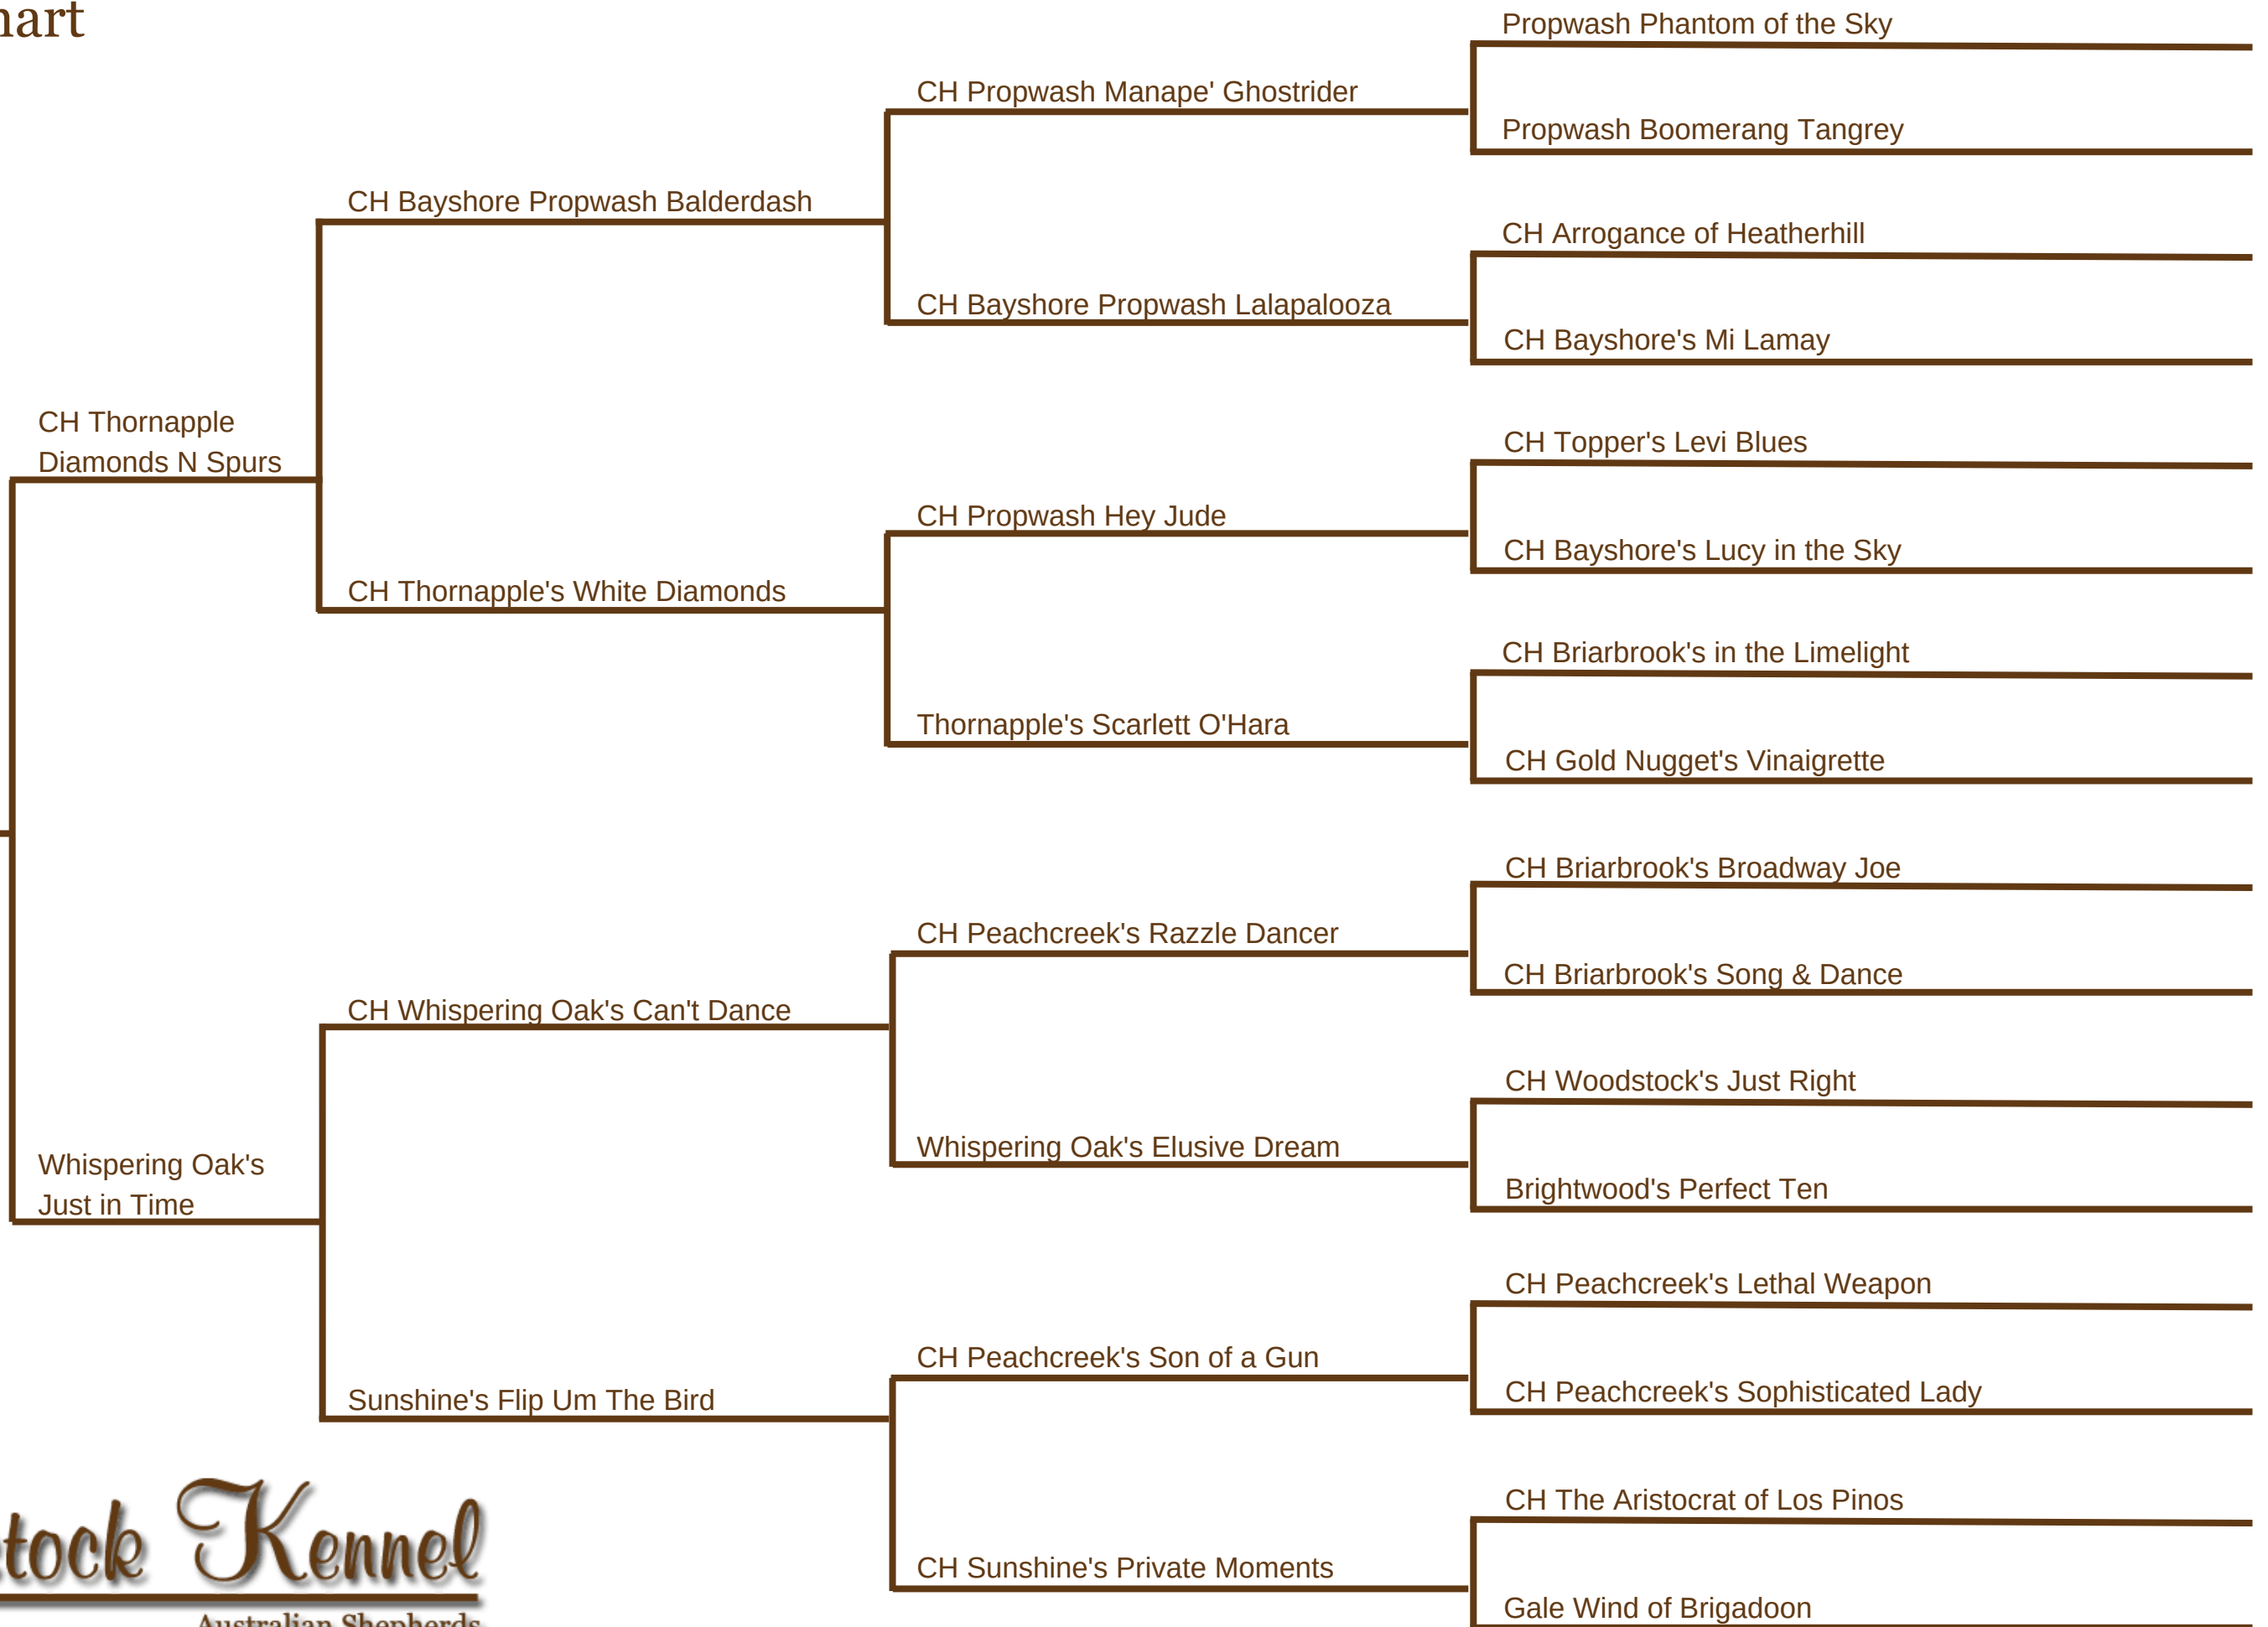 Propwash Phantom of the Sky
CH Propwash Manape' Ghostrider
Propwash Boomerang Tangrey
CH Bayshore Propwash Balderdash
CH Arrogance of Heatherhill
CH Bayshore Propwash Lalapalooza
CH Bayshore's Mi Lamay
CH Thornapple
Diamonds N Spurs
CH Topper's Levi Blues
CH Propwash Hey Jude
CH Bayshore's Lucy in the Sky
CH Thornapple's White Diamonds
CH Briarbrook's in the Limelight
Thornapple's Scarlett O'Hara
CH Gold Nugget's Vinaigrette
CH Briarbrook's Broadway Joe
CH Peachcreek's Razzle Dancer
CH Briarbrook's Song & Dance
CH Whispering Oak's Can't Dance
CH Woodstock's Just Right
Whispering Oak's Elusive Dream
Whispering Oak's
Just in Time
Brightwood's Perfect Ten
CH Peachcreek's Lethal Weapon
CH Peachcreek's Son of a Gun
CH Peachcreek's Sophisticated Lady
Sunshine's Flip Um The Bird
CH The Aristocrat of Los Pinos
CH Sunshine's Private Moments
Gale Wind of Brigadoon
Kennel
Australian Shepherds